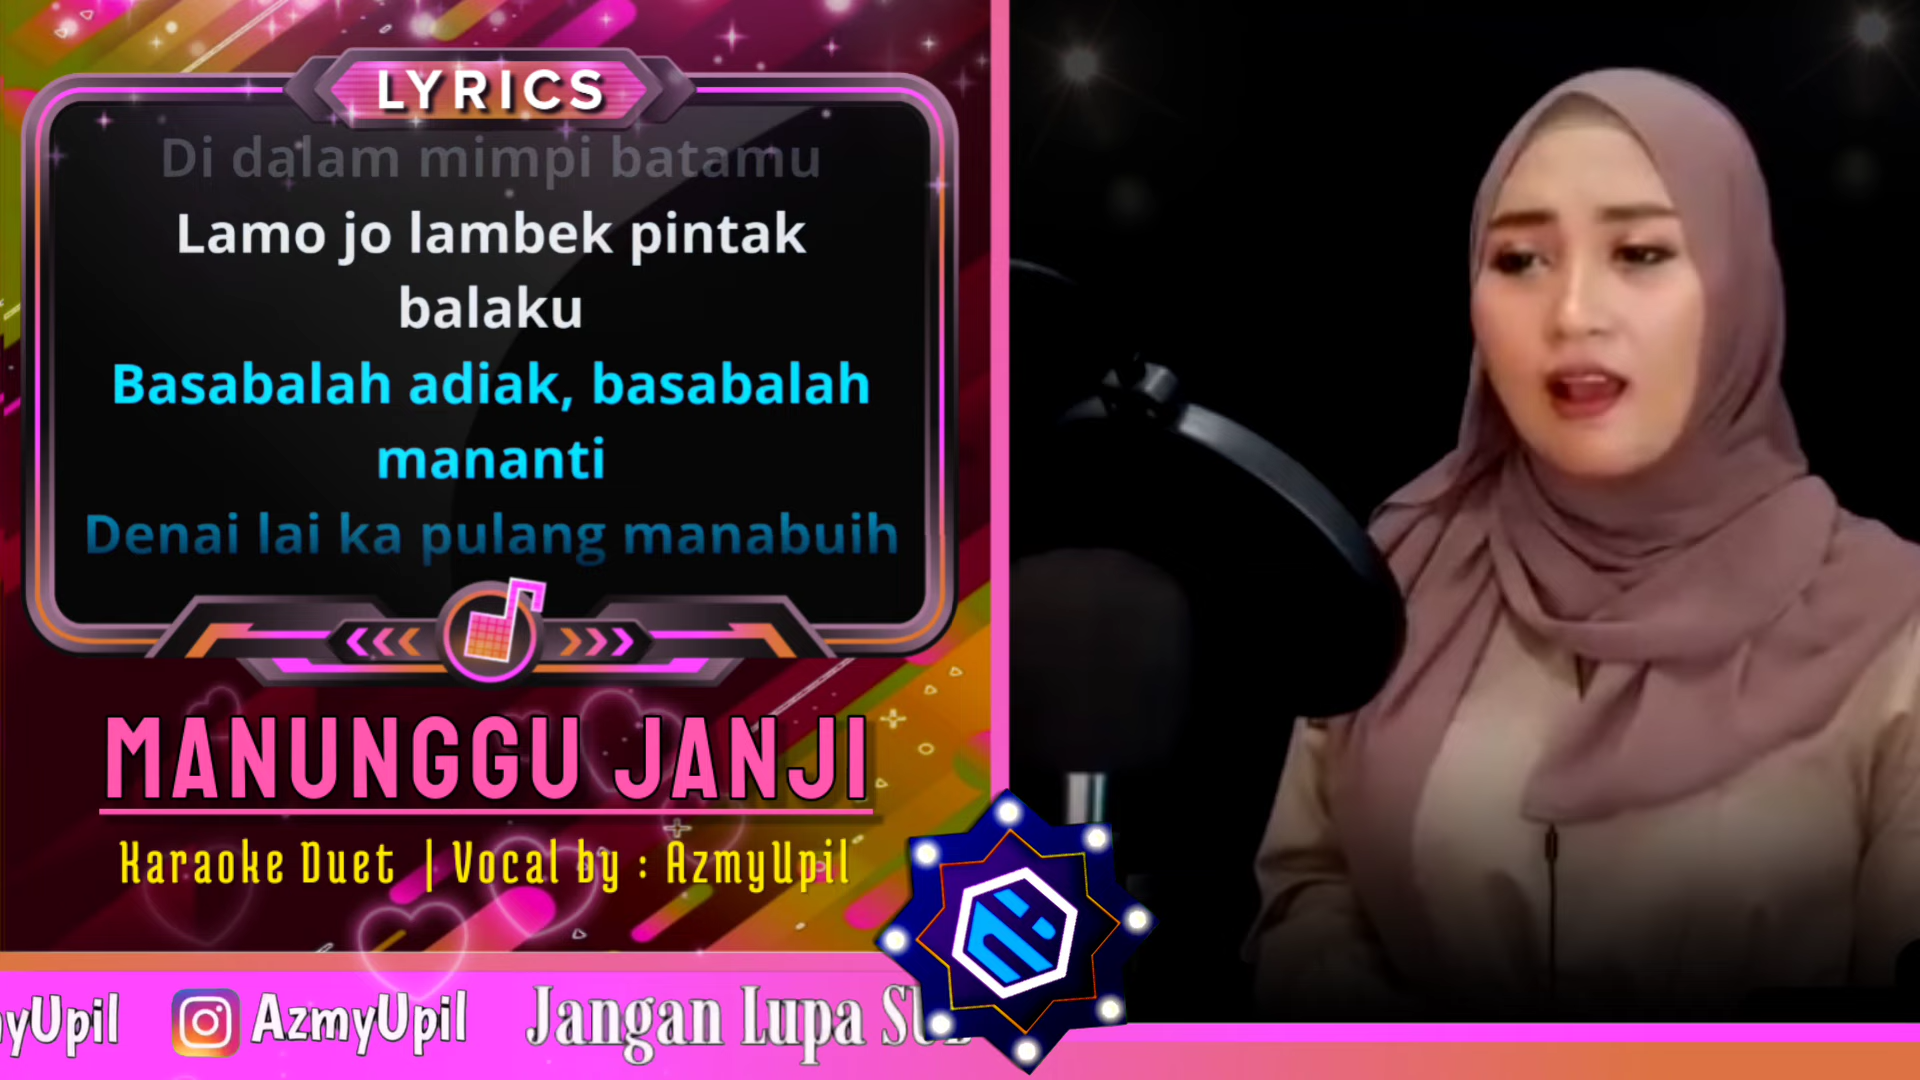 LYRICS
Di dalam mimpi batamu
Lamo jo lambek pintak
balaku
Basabalah adiak, basabalah
mananti
Denai lai ka pulang manabuih
MANUNGGU JANJI
Karaoke Duet | Vocal by : AzmyUpil
AzmyUpil Jangan Lupa